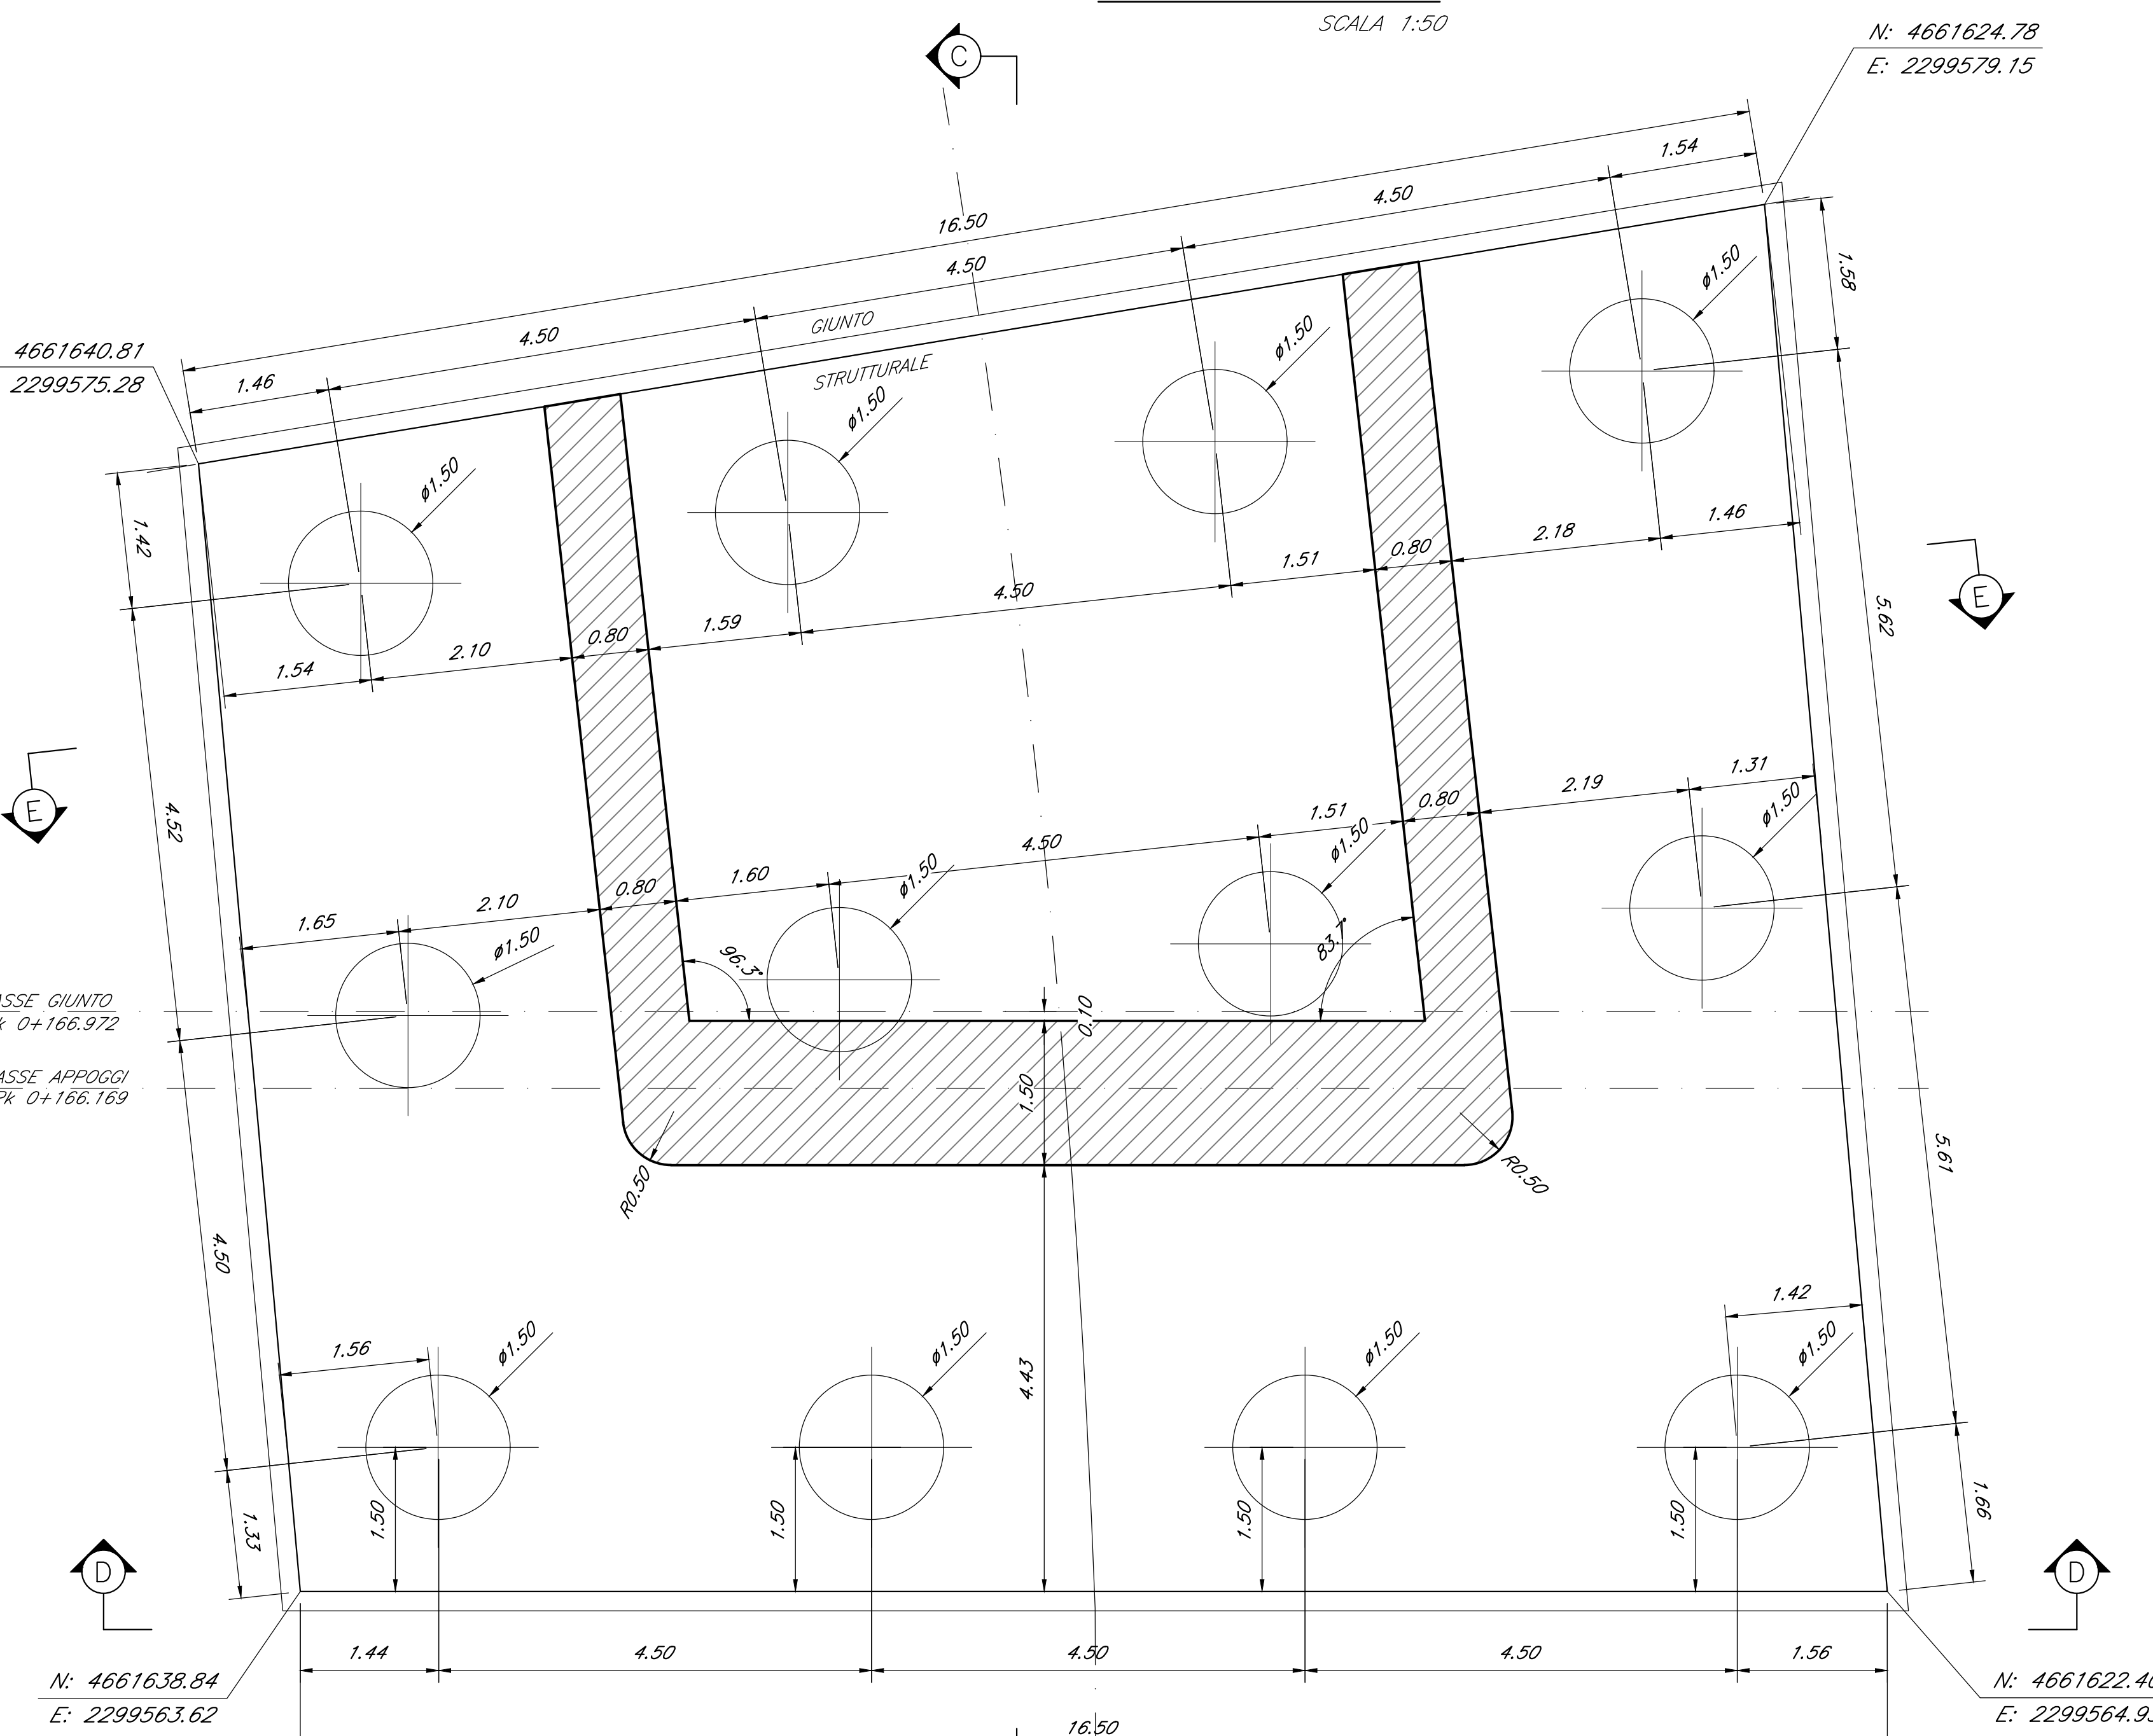 SCALA 1:50
C
N: 4661624.78
E: 2299579.15
1.54
4.50
16.50
4.50
4.50
1.46
GIUNTO
STRUTTURALE
4661640.81
2299575.28
ø1.50
ø1.50
ø1.50
ø1.50
1.58
1.42
1.46
2.18
0.80
1.51
4.50
1.59
0.80
2.10
1.54
E
5.62
E
4.52
1.31
2.19
0.80
1.51
4.50
1.60
0.80
2.10
1.65
ø1.50
ø1.50
ø1.50
ø1.50
96.3°
83.7°
ASSE GIUNTO
Pk 0+166.972
0.10
ASSE APPOGGI
Pk 0+166.169
1.50
R0.50
R0.50
5.61
4.50
1.42
1.56
4.43
ø1.50
ø1.50
ø1.50
ø1.50
1.50
1.50
1.50
1.50
1.33
1.66
D
D
1.44
4.50
4.50
4.50
1.56
N: 4661638.84
E: 2299563.62
N: 4661622.40
E: 2299564.93
16.50